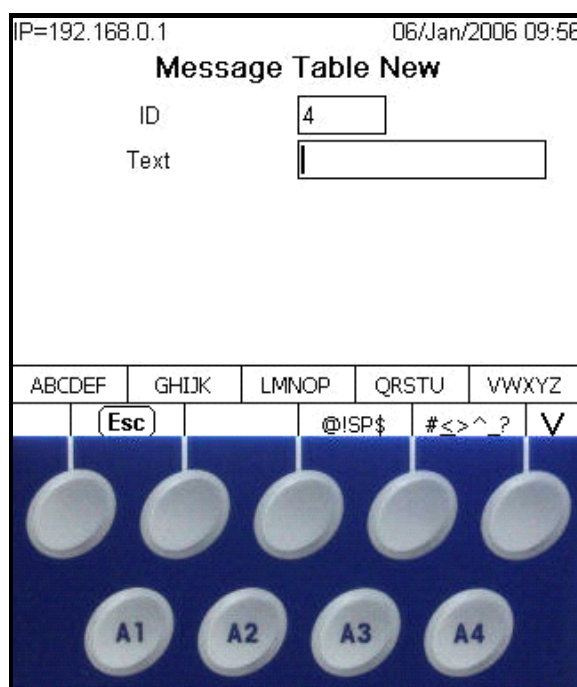 IP=192.168.0.1 06/Jan/2006 09:56
Message Table New
ID 4
Text
ABCDEF GHIJK LMNOP QRSTU VWXYZ
Esc @!SP$ #<>^_? V
A1 A2 A3 A4